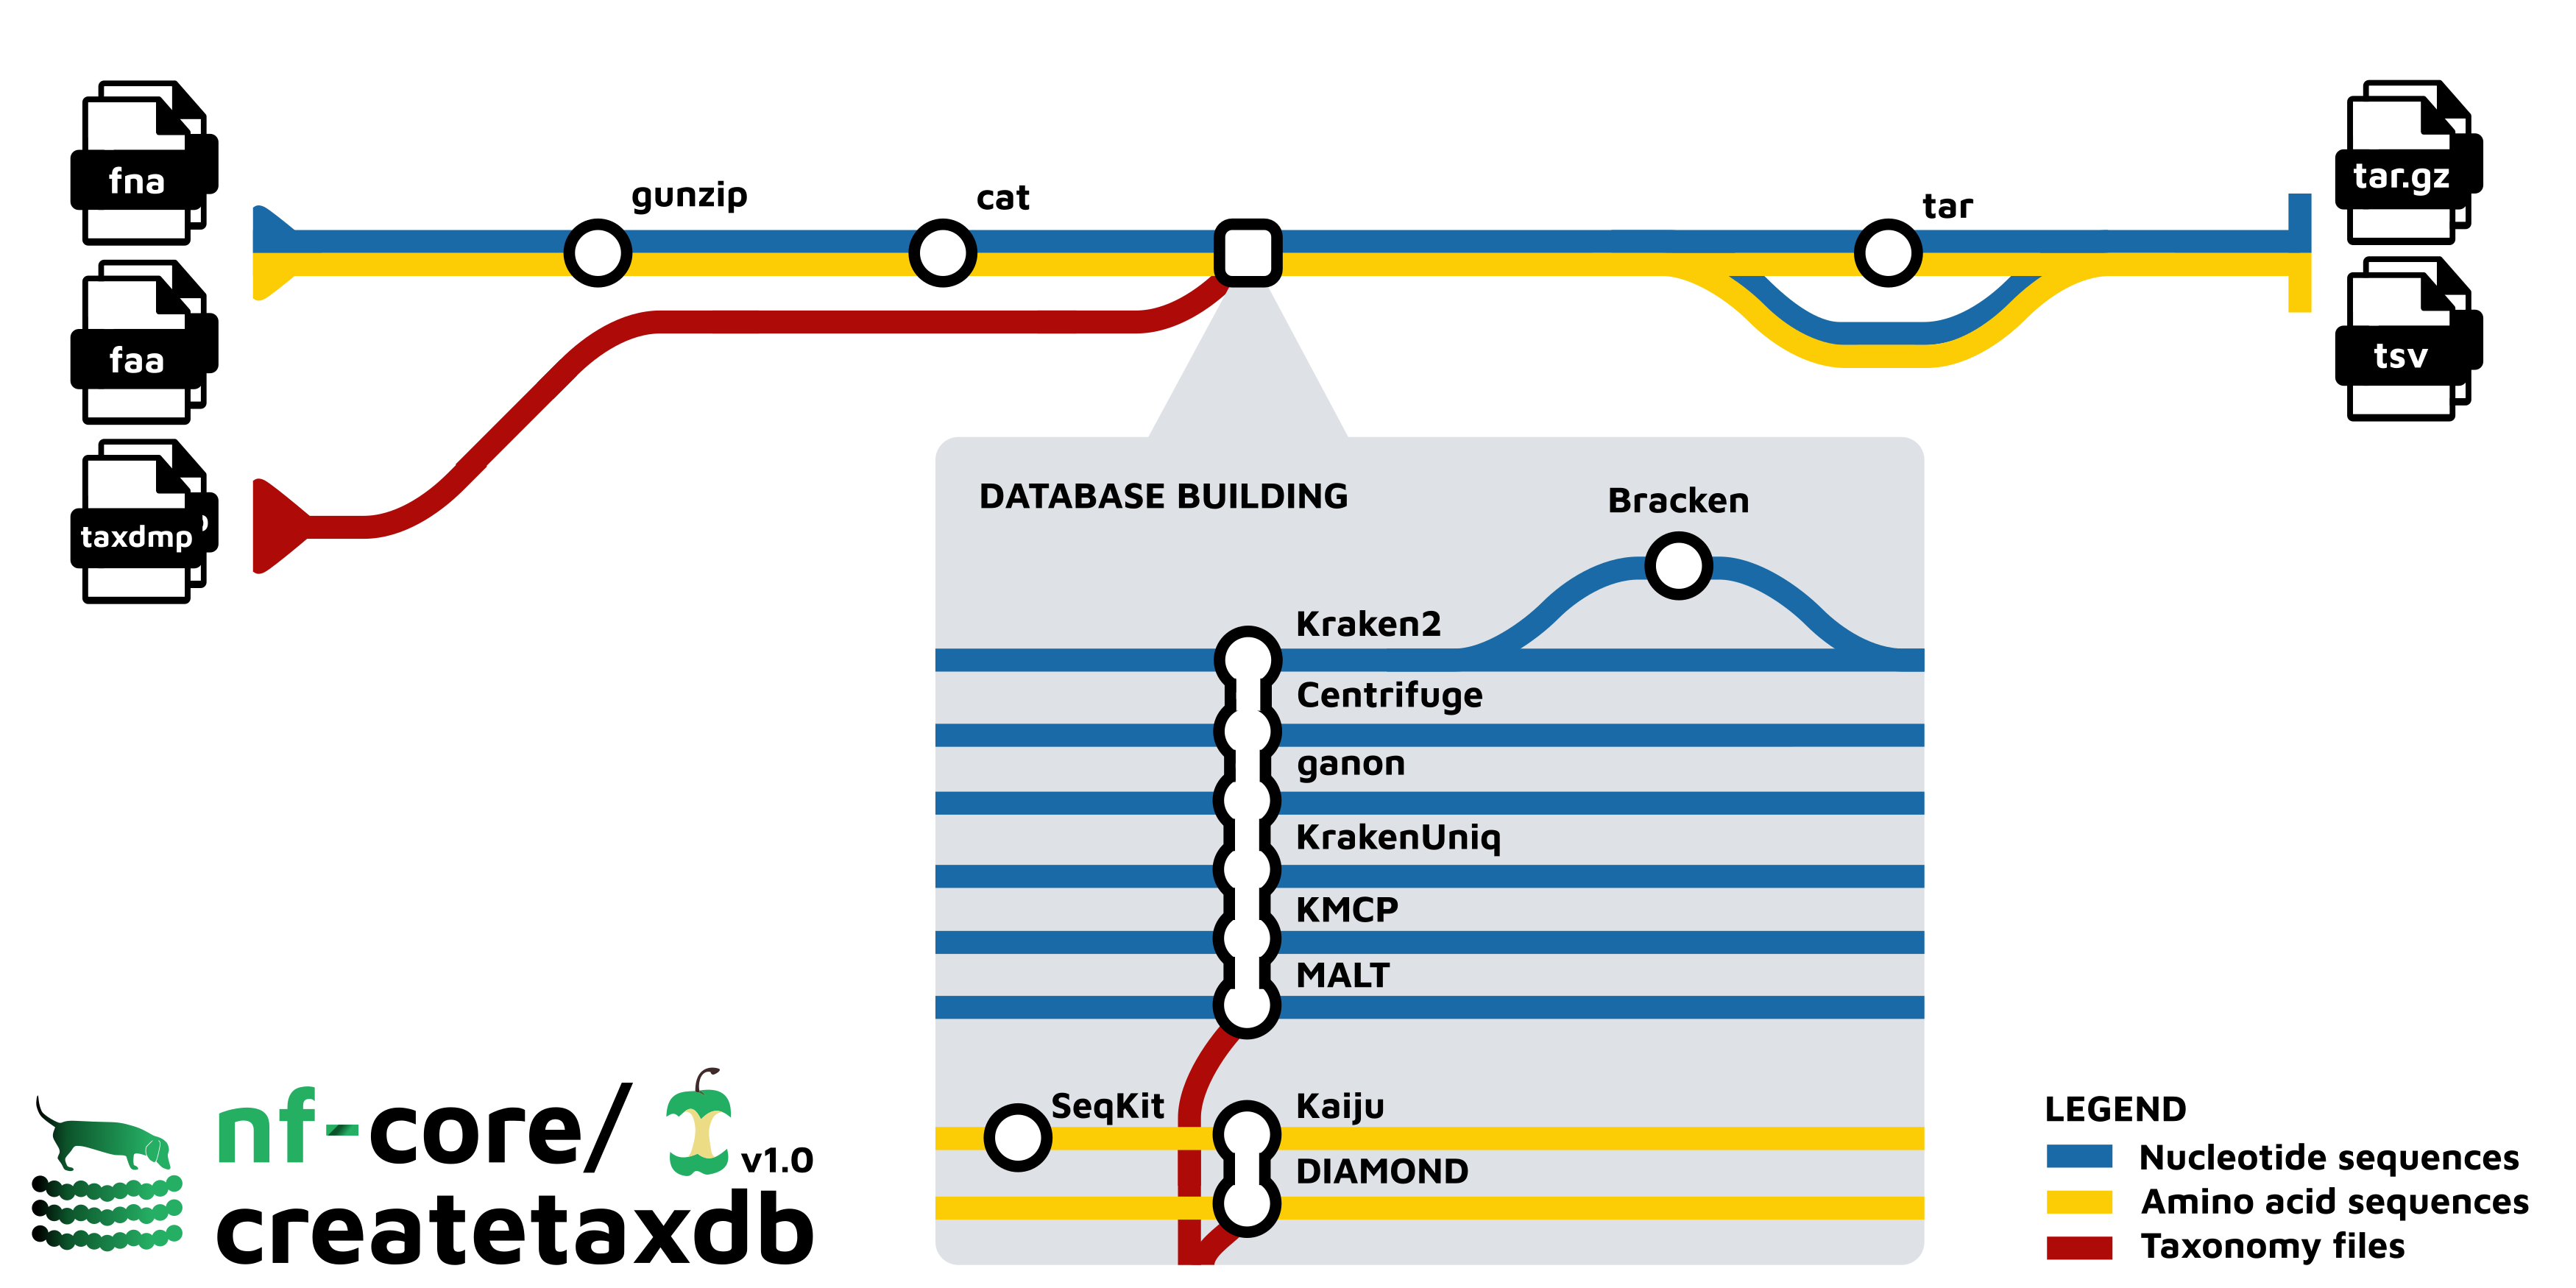 fna
faa
taxdmp
gunzip
cat
tar
tar.gz
tsv
DATABASE BUILDING
Bracken
Kraken2
Centrifuge
ganon
KrakenUniq
KMCP
MALT
SeqKit
Kaiju
DIAMOND
nf-core/
v1.0
createtaxdb
LEGEND
Nucleotide sequences
Amino acid sequences
Taxonomy files